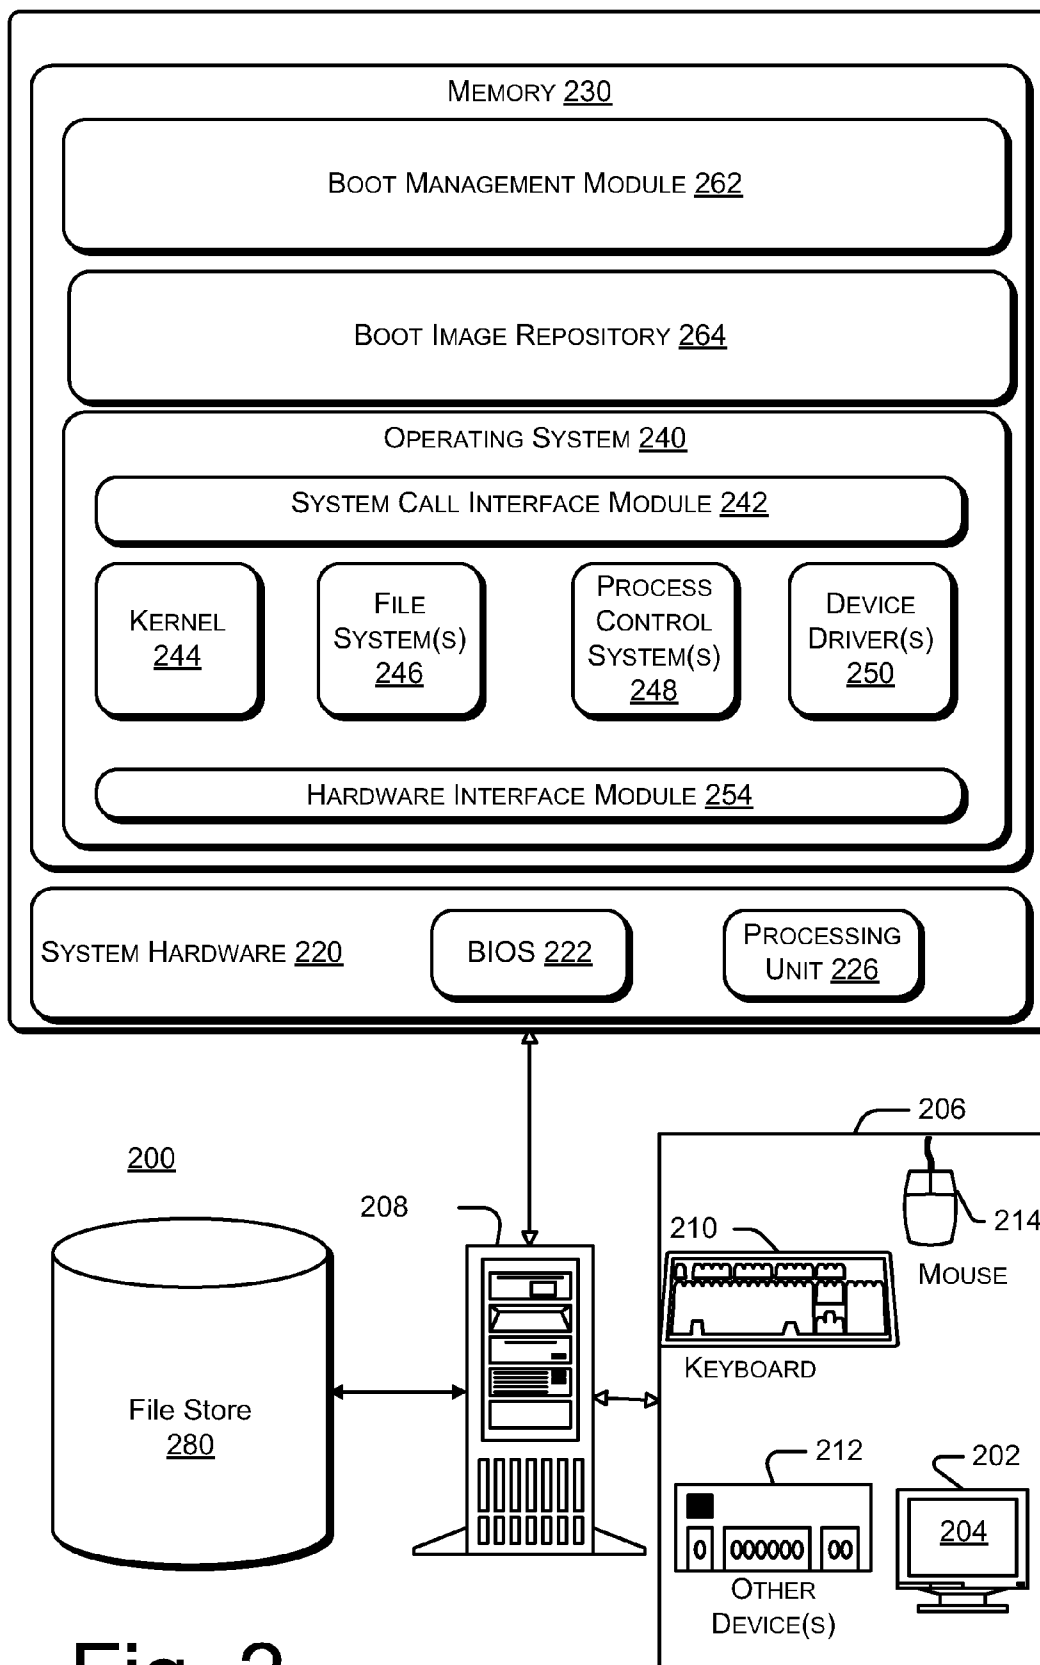 MEMORY 230
BOOT MANAGEMENT MODULE 262
BOOT IMAGE REPOSITORY 264
OPERATING SYSTEM 240
SYSTEM CALL INTERFACE MODULE 242
KERNEL
244
FILE
SYSTEM(S)
246
PROCESS
CONTROL
SYSTEM(S)
248
DEVICE
DRIVER(S)
250
HARDWARE INTERFACE MODULE 254
SYSTEM HARDWARE 220
BIOS 222
PROCESSING
UNIT 226
206
200
208
210
214
MOUSE
KEYBOARD
File Store
280
212
202
204
OTHER
DEVICE(S)
Fig. 2